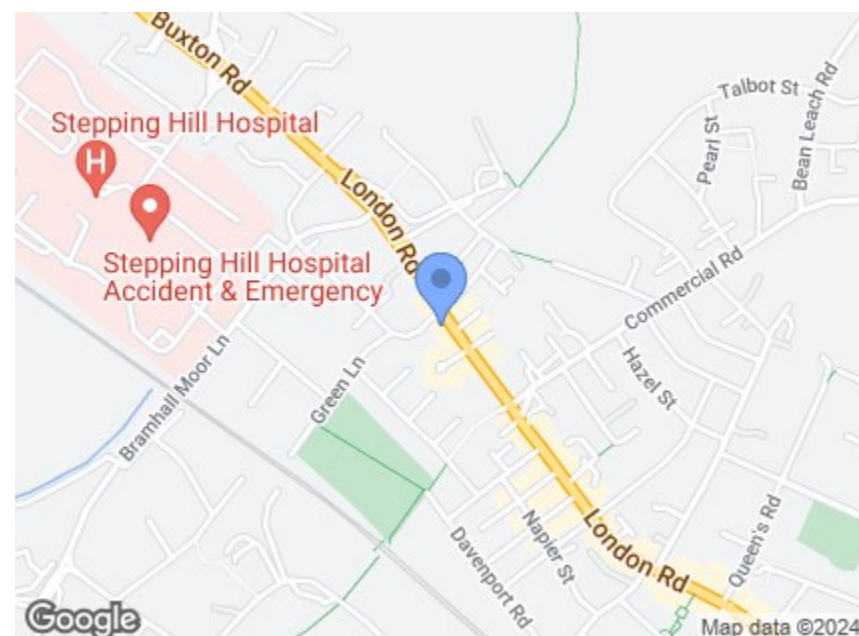 Buxton Rd
Talbot St
Pearl St
Bean Leach Rd
Stepping Hill Hospital
H
London Rd
Stepping Hill Hospital
Accident & Emergency
Commercial Rd
Hazel St
Bramhall Moor Ln
Green Ln
Napier St
Davenport Rd
London Rd
Queen's Rd
Google
Map data ©2024